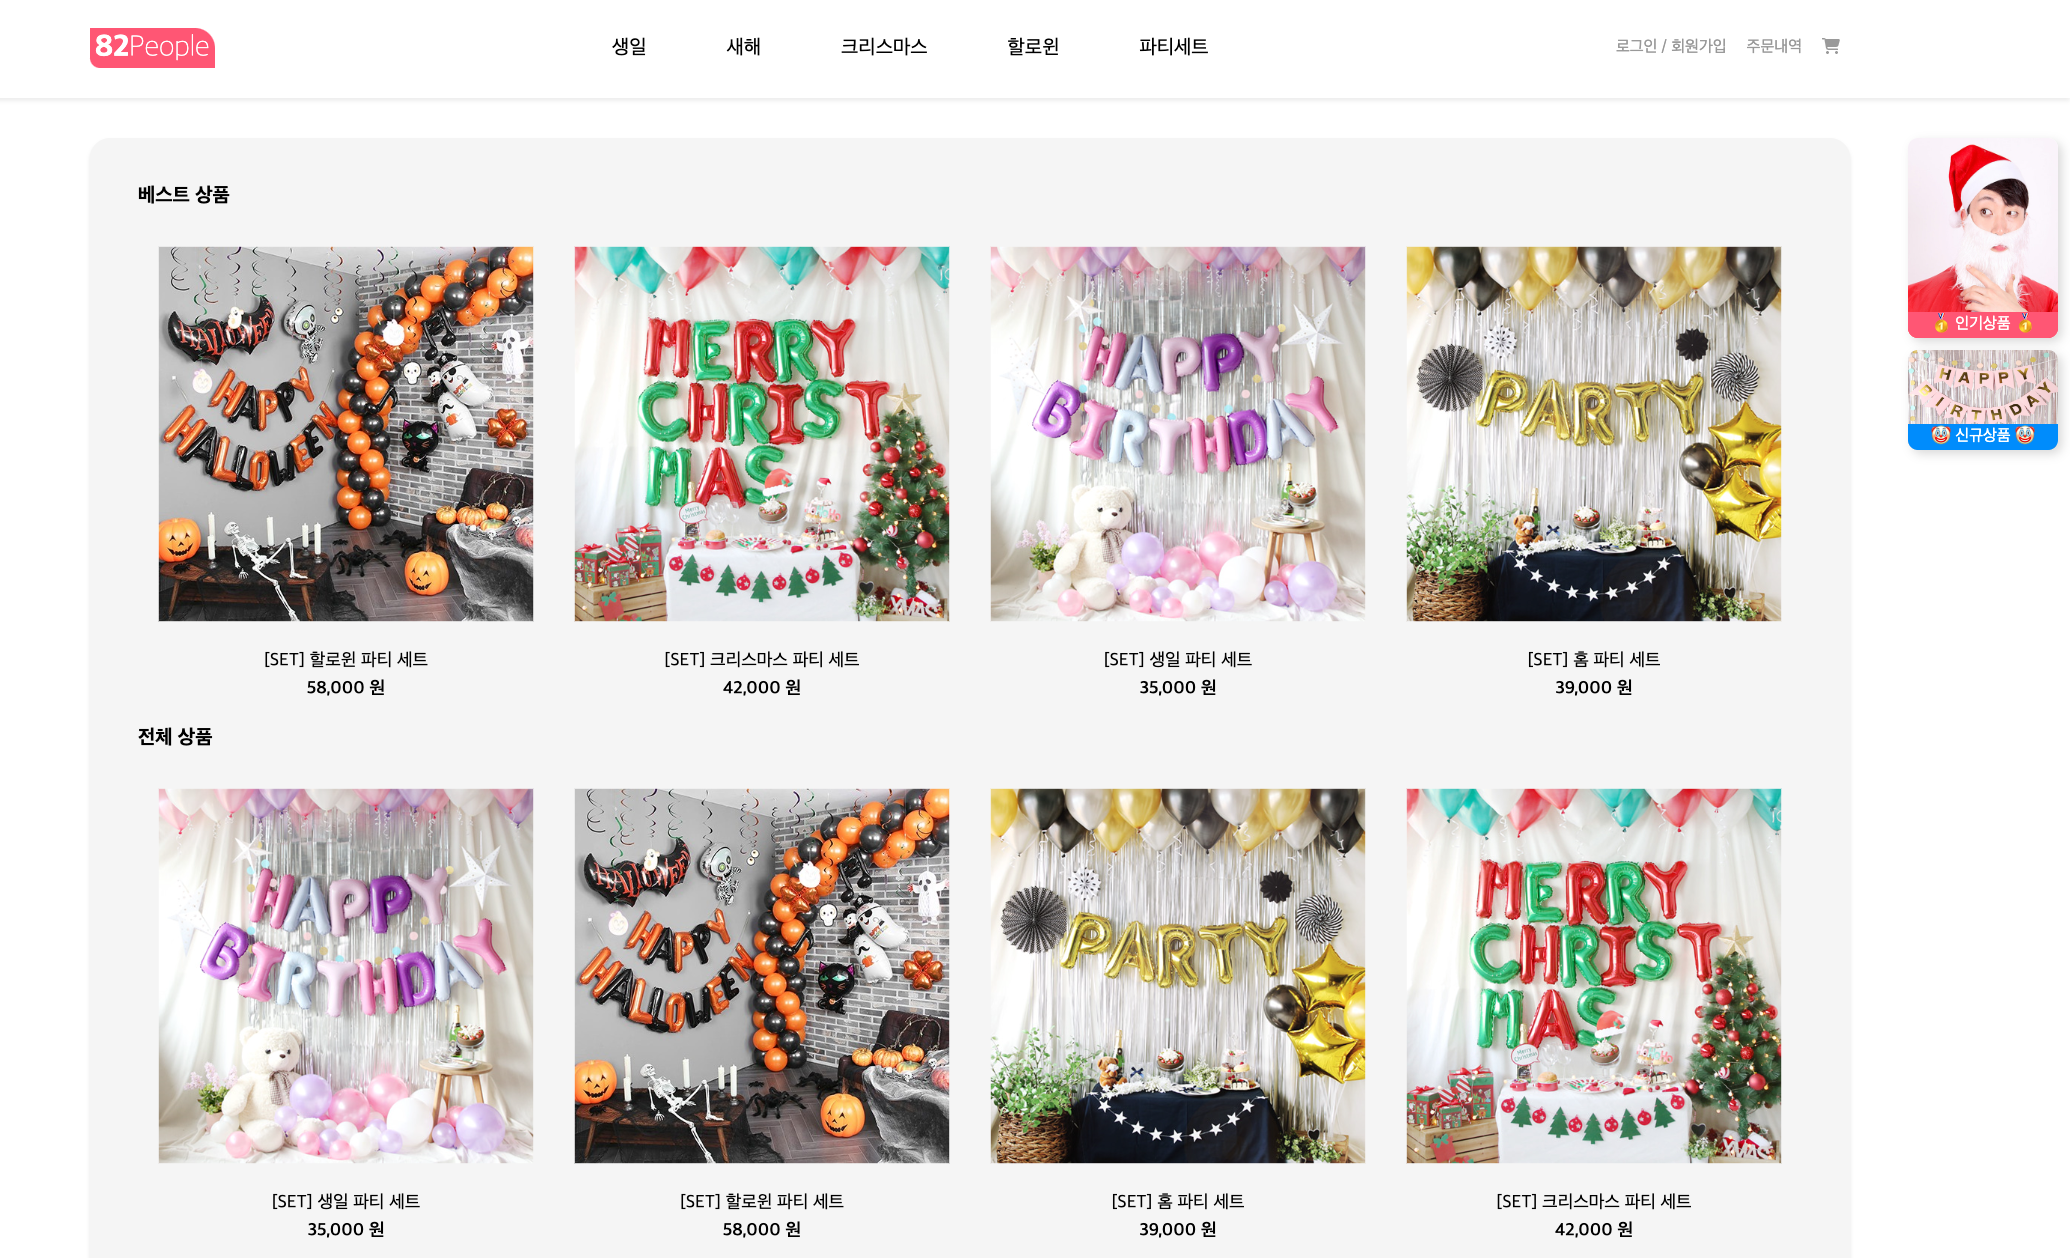 82People
생일 새해 크리스마스 할로윈 파티세트
로그인 / 회원가입 주문내역
베스트 상품
HALLOWEEN
HAPPY
HALLOWEEN
MERRY
CHRIST
MAS
Merry
Christmas
HAPPY
BIRTHDAY
PARTY
[SET] 할로윈 파티 세트
58,000 원
[SET] 크리스마스 파티 세트
42,000 원
[SET] 생일 파티 세트
35,000 원
[SET] 홈 파티 세트
39,000 원
전체 상품
HAPPY
BIRTHDAY
HALLOWEEN
HAPPY
HALLOWEEN
PARTY
MERRY
CHRIST
MAS
Merry
Christmas
[SET] 생일 파티 세트
35,000 원
[SET] 할로윈 파티 세트
58,000 원
[SET] 홈 파티 세트
39,000 원
[SET] 크리스마스 파티 세트
42,000 원
인기상품
HAPPY
BIRTHDAY
신규상품